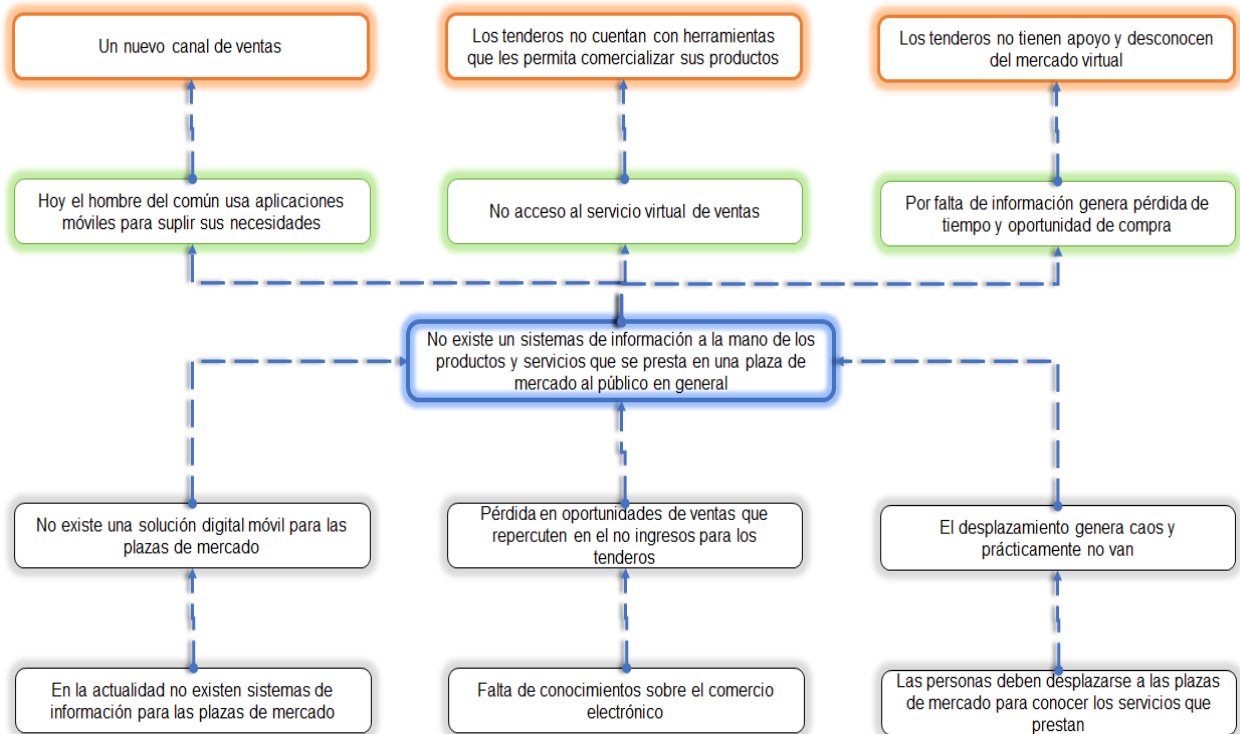 Un nuevo canal de ventas
Los tenderos no cuentan con herramientas
que les permita comercializar sus productos
Los tenderos no tienen apoyo y desconocen
del mercado virtual
Hoy el hombre del común usa aplicaciones
móviles para suplir sus necesidades
No acceso al servicio virtual de ventas
Por falta de información genera pérdida de
tiempo y oportunidad de compra
No existe un sistemas de información a la mano de los
productos y servicios que se presta en una plaza de
mercado al público en general
No existe una solución digital móvil para las
plazas de mercado
Pérdida en oportunidades de ventas que
repercuten en el no ingresos para los
tenderos
El desplazamiento genera caos y
prácticamente no van
En la actualidad no existen sistemas de
información para las plazas de mercado
Falta de conocimientos sobre el comercio
electrónico
Las personas deben desplazarse a las plazas
de mercado para conocer los servicios que
prestan